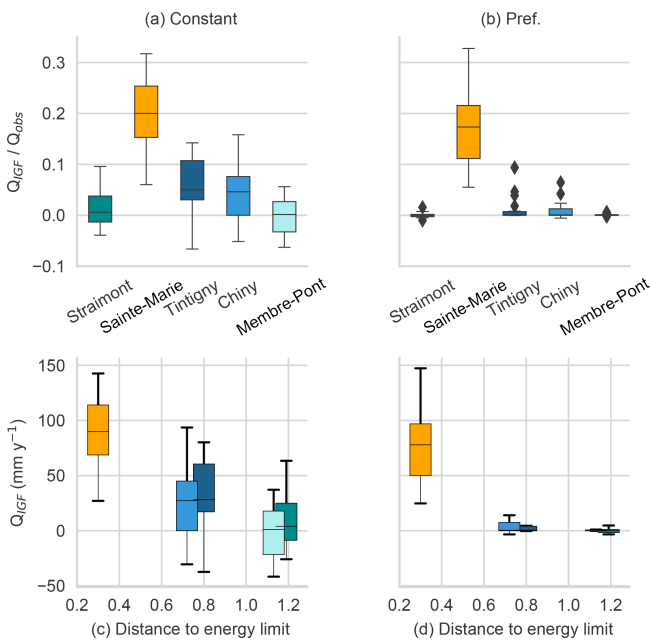 (a) Constant
(b) Pref.
Q_IGF / Q_obs
0.3
0.2
0.1
0.0
−0.1
Straimont
Sainte-Marie
Tintigny
Chiny
Membre-Pont
Straimont
Sainte-Marie
Tintigny
Chiny
Membre-Pont
Q_IGF (mm y⁻¹)
150
100
50
0
−50
0.2 0.4 0.6 0.8 1.0 1.2
0.2 0.4 0.6 0.8 1.0 1.2
(c) Distance to energy limit
(d) Distance to energy limit